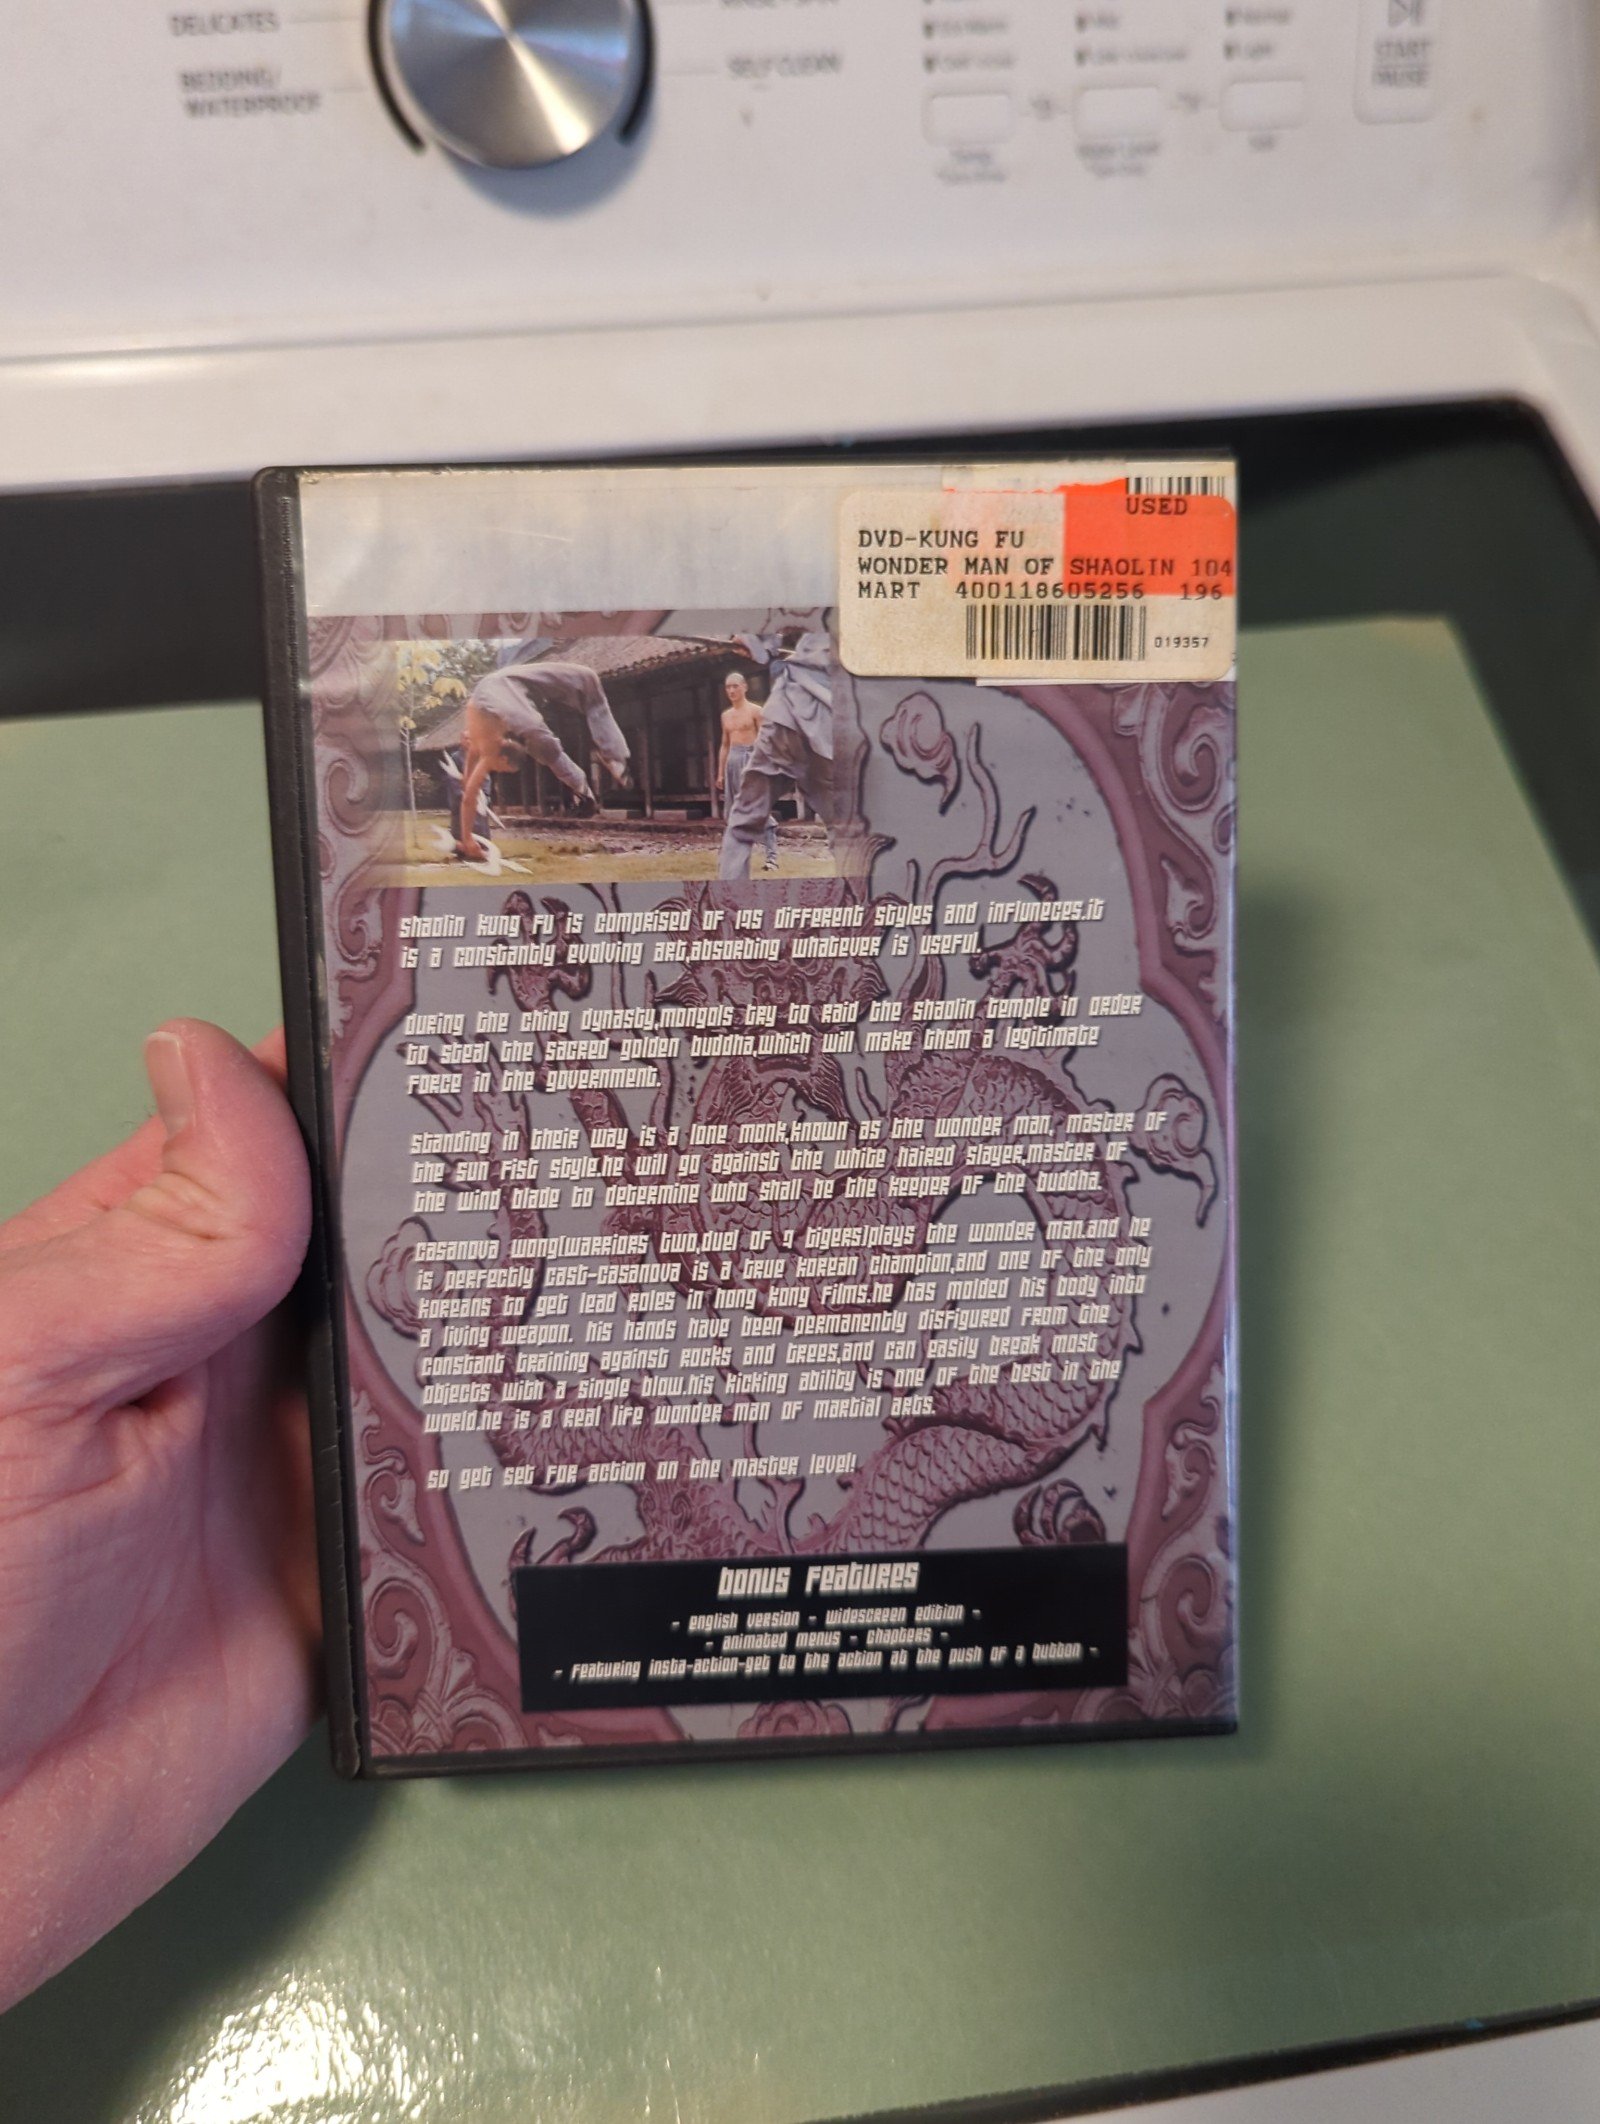 DELICATES
BEDDING/
WATERPROOF
SELF CLEAN
START
PAUSE
USED
DVD-KUNG FU
WONDER MAN OF SHAOLIN 104
MART 400118605256 196
019357
shaolin kung fu is comprised of 195 different styles and influneces.it
is a constantly evolving art,absorbing whatever is useful.
during the ching dynasty,mongols try to raid the shaolin temple in order
to steal the sacred golden buddha,which will make them a legitimate
force in the government.
standing in their way is a lone monk,known as the wonder man, master of
the sun fist style.he will go against the white haired slayer,master of
the wind blade to determine who shall be the keeper of the buddha.
casanova wong(warriors two,duel of 7 tigers)plays the wonder man.and he
is perfectly cast-casanova is a true korean champion,and one of the only
koreans to get lead roles in hong kong films.he has molded his body into
a living weapon. his hands have been permanently disfigured from the
constant training against rocks and trees,and can easily break most
objects with a single blow.his kicking ability is one of the best in the
world.he is a real life wonder man of martial arts.
so get set for action on the master level!
bonus features
- english version - widescreen edition -
- animated menus - chapters -
- featuring insta-action-get to the action at the push of a button -